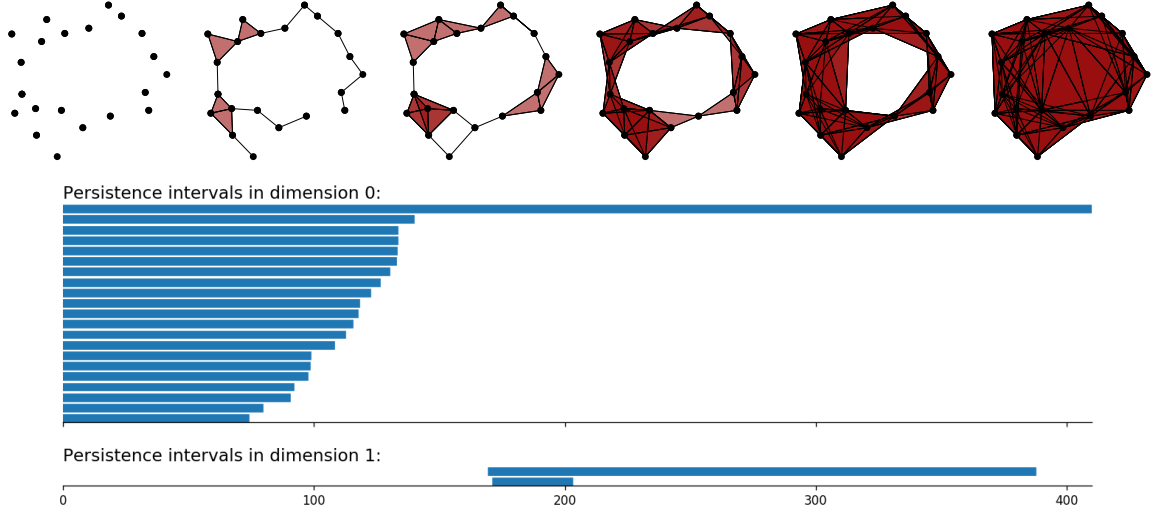 Persistence intervals in dimension 0:
Persistence intervals in dimension 1:
0 100 200 300 400